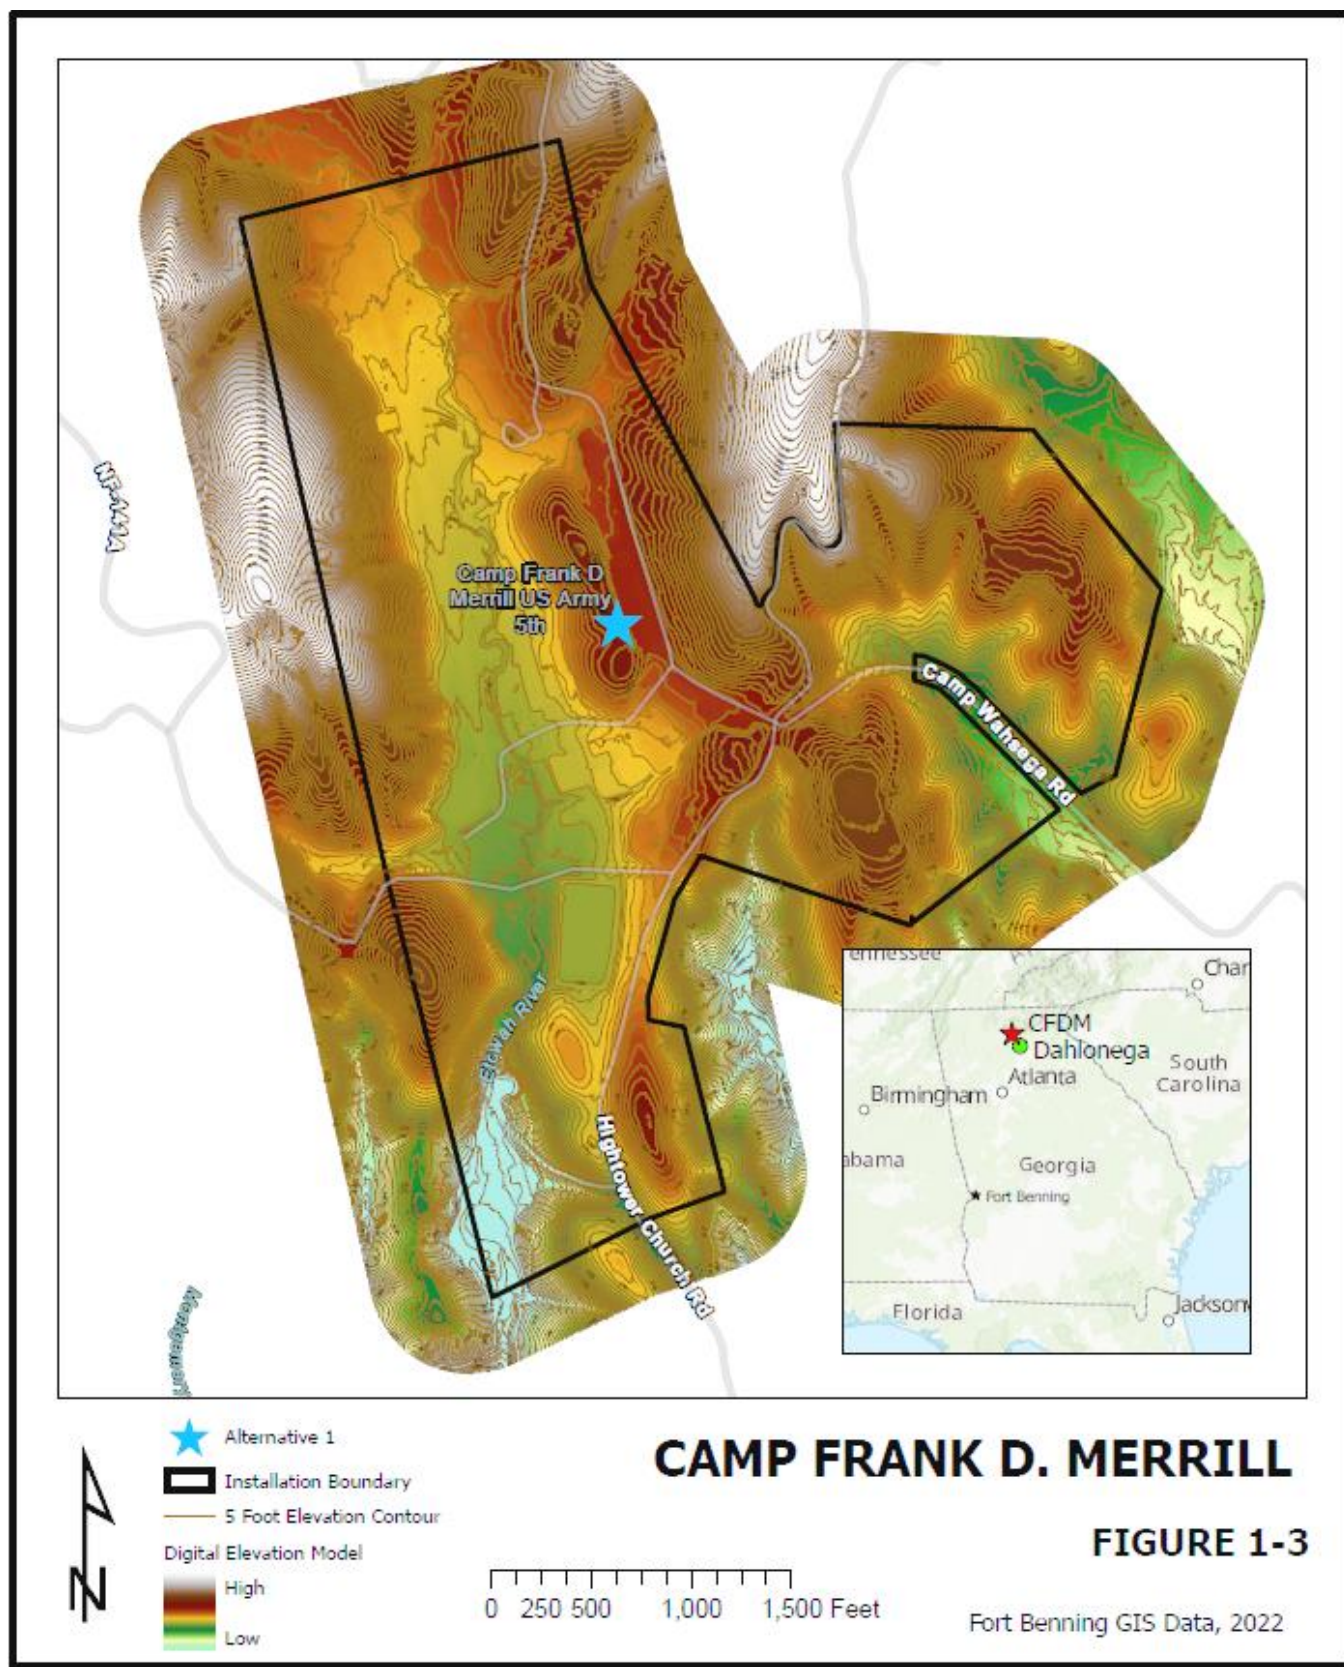 NF-141A
Camp Frank D
Merrill US Army
5th
Camp Wahsega Rd
Etowah River
Hightower Church Rd
ennessee
Char
CFDM
Dahlonega
South
Carolina
Atlanta
Birmingham
abama
Georgia
Fort Benning
Florida
Jackson
Alternative 1
Installation Boundary
5 Foot Elevation Contour
Digital Elevation Model
High
Low
N
0 250 500 1,000 1,500 Feet
CAMP FRANK D. MERRILL
FIGURE 1-3
Fort Benning GIS Data, 2022